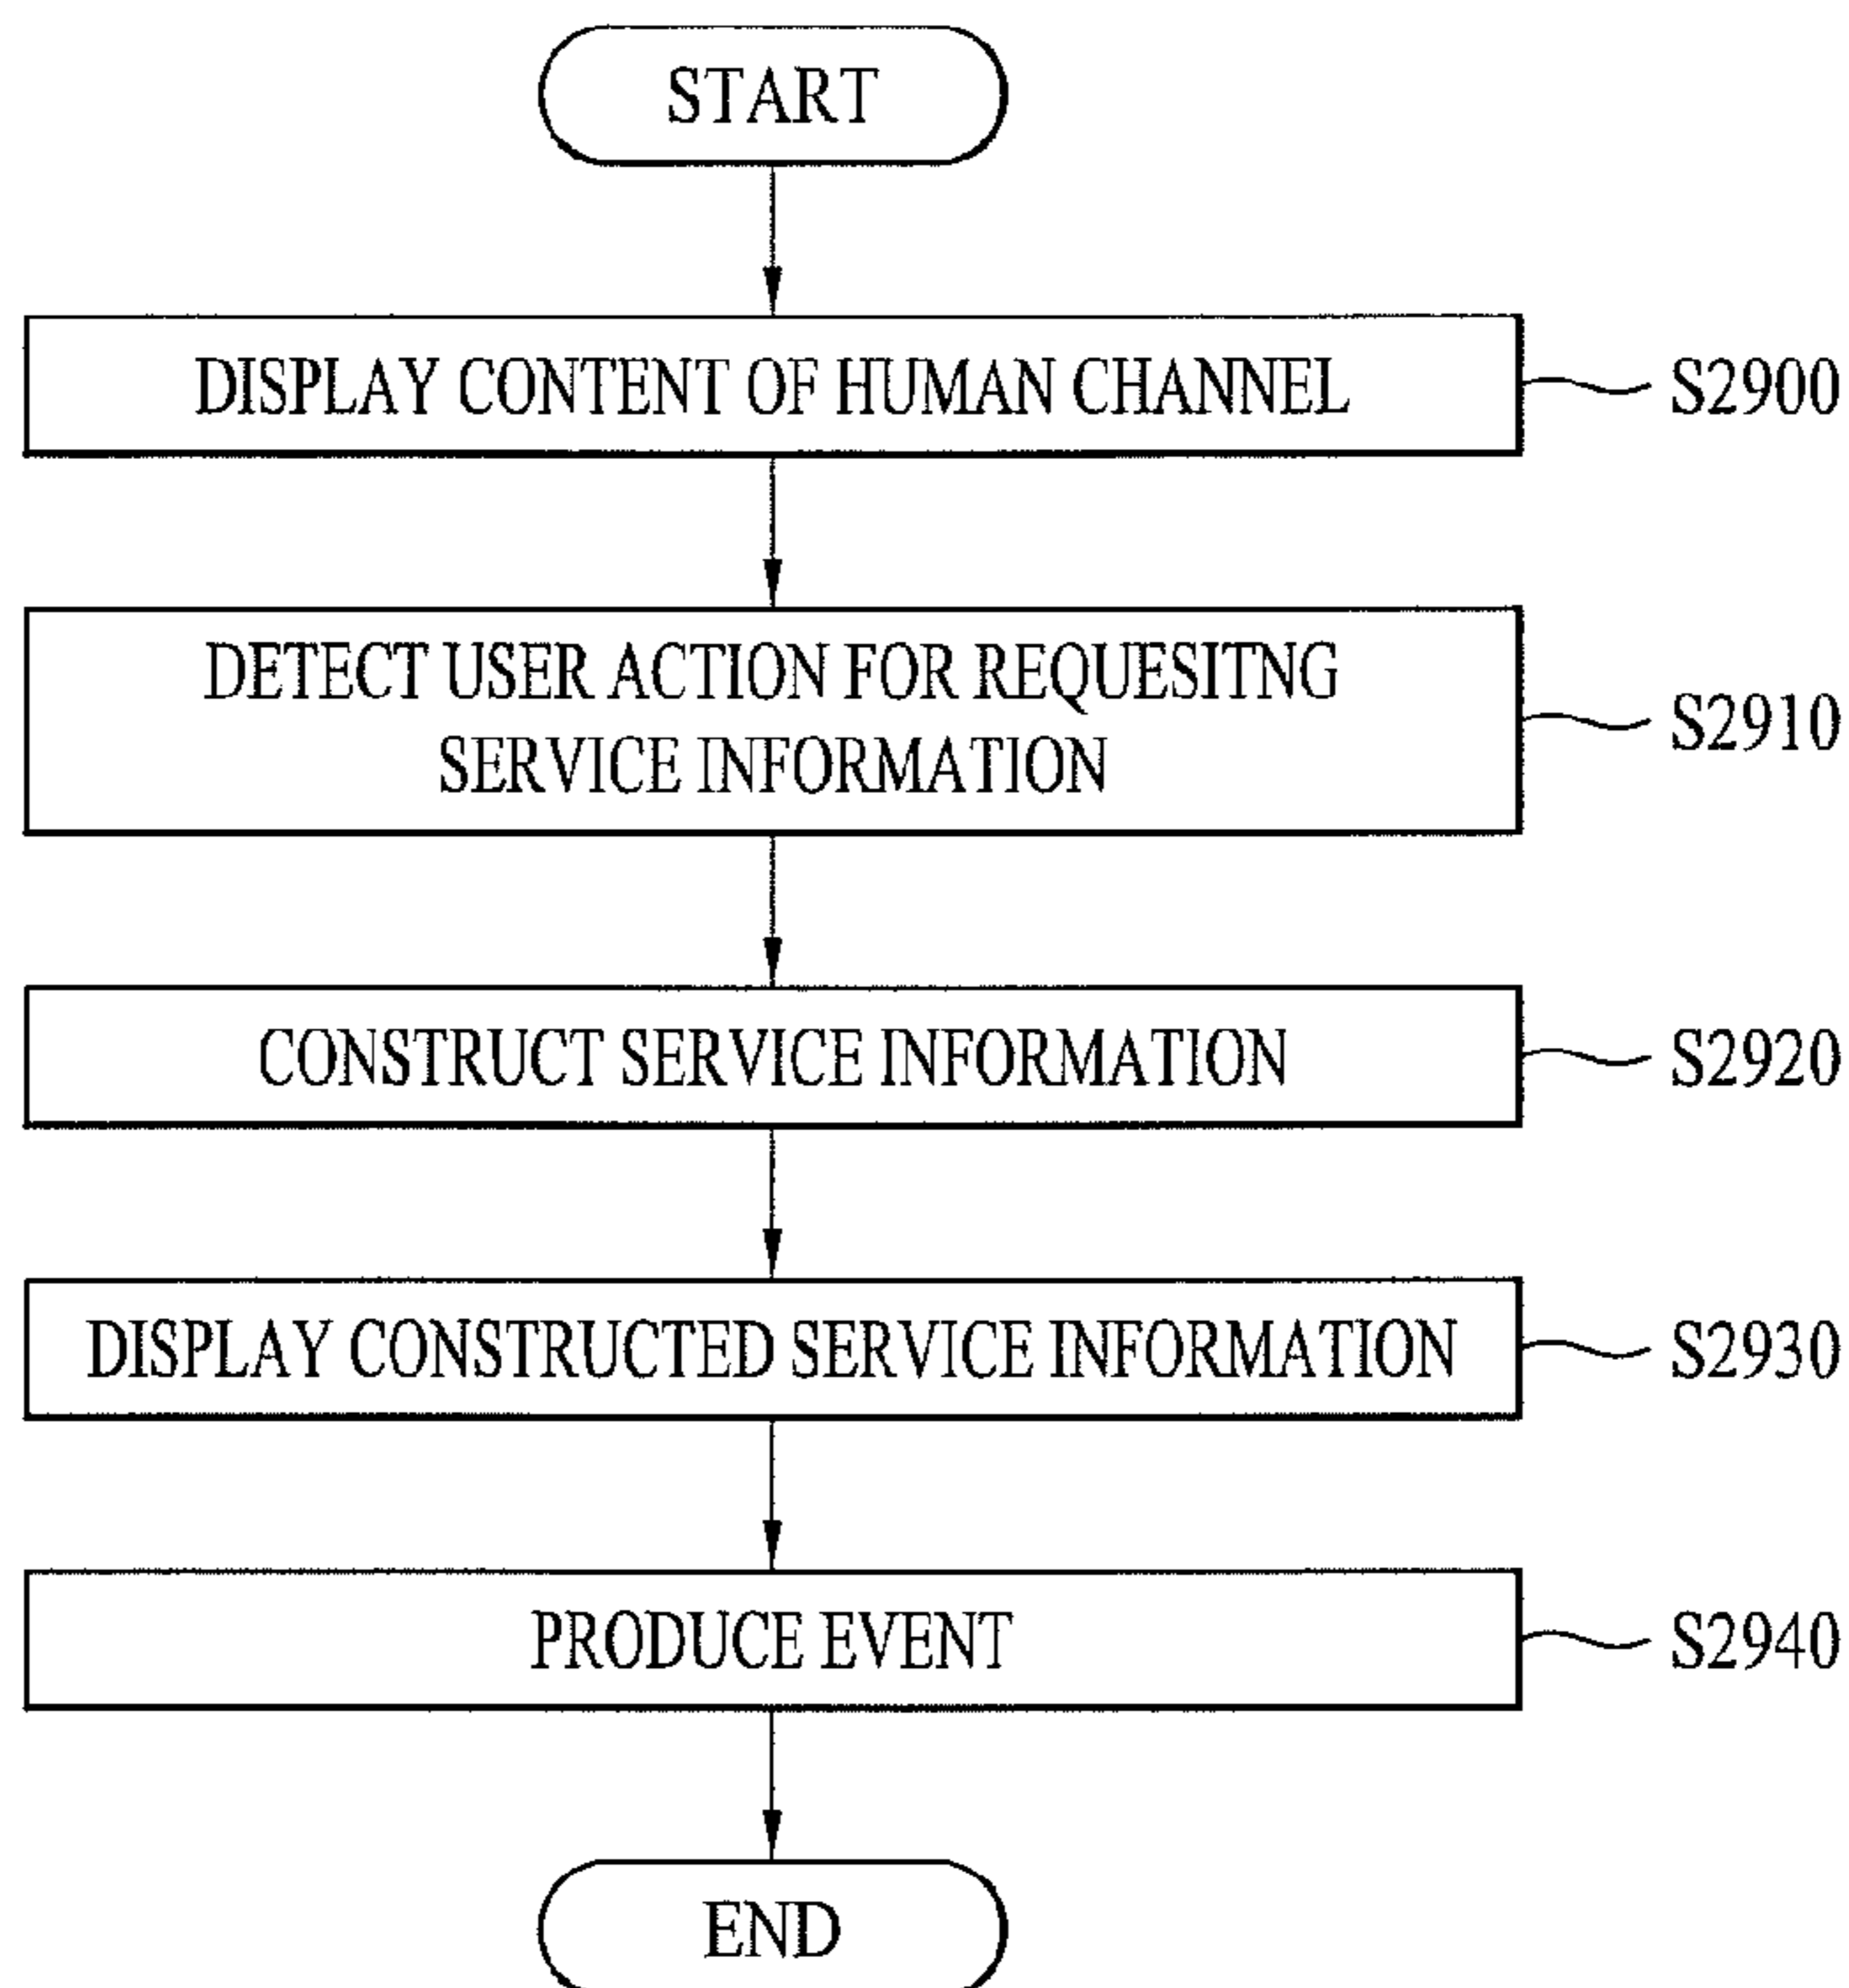 START
DISPLAY CONTENT OF HUMAN CHANNEL
S2900
DETECT USER ACTION FOR REQUESITNG
SERVICE INFORMATION
S2910
CONSTRUCT SERVICE INFORMATION
S2920
DISPLAY CONSTRUCTED SERVICE INFORMATION
S2930
PRODUCE EVENT
S2940
END